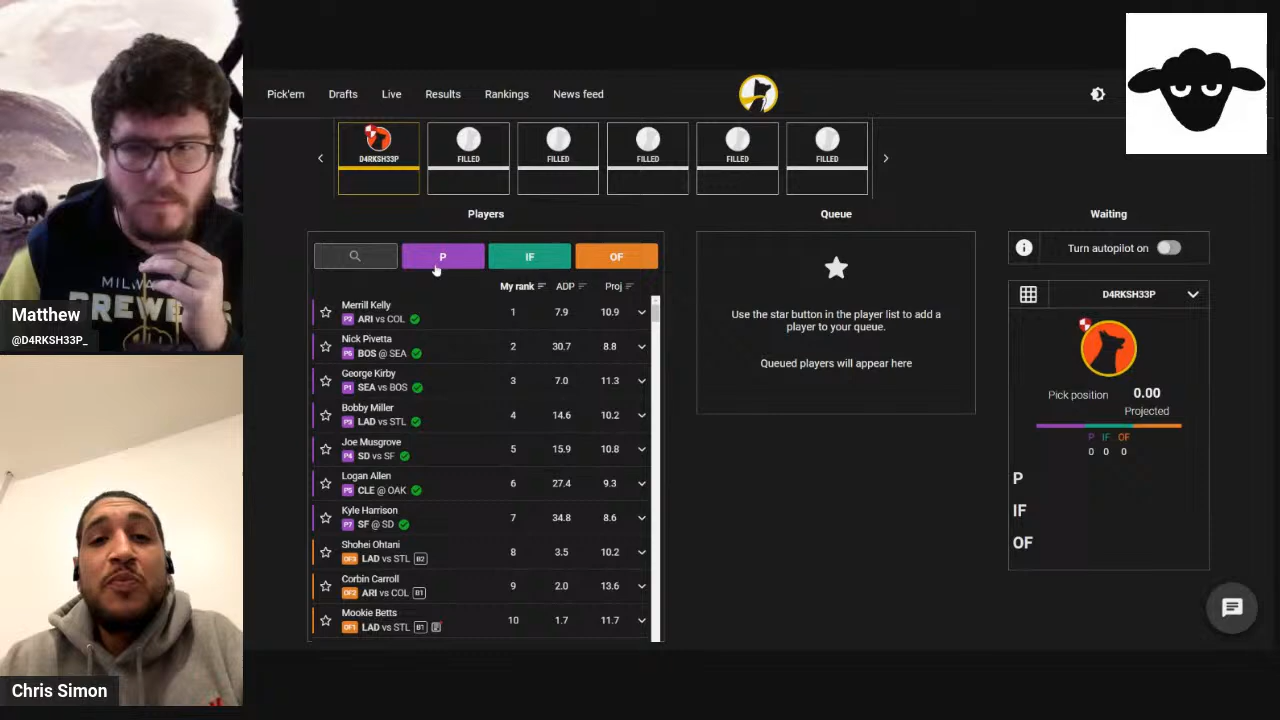 Pick'em Drafts Live Results Rankings News feed
D4RKSH33P FILLED FILLED FILLED FILLED FILLED
Players
P IF OF
My rank ADP Proj
Merrill Kelly
P2 ARI vs COL 1 7.9 10.9
Nick Pivetta
P6 BOS @ SEA 2 30.7 8.8
George Kirby
P1 SEA vs BOS 3 7.0 11.3
Bobby Miller
P3 LAD vs STL 4 14.6 10.2
Joe Musgrove
P4 SD vs SF 5 15.9 10.8
Logan Allen
P5 CLE @ OAK 6 27.4 9.3
Kyle Harrison
P7 SF @ SD 7 34.8 8.6
Shohei Ohtani
OF3 LAD vs STL B2 8 3.5 10.2
Corbin Carroll
OF2 ARI vs COL B1 9 2.0 13.6
Mookie Betts
OF1 LAD vs STL B1 10 1.7 11.7
Queue
Use the star button in the player list to add a
player to your queue.
Queued players will appear here
Waiting
Turn autopilot on
D4RKSH33P
Pick position 0.00
Projected
P IF OF
0 0 0
P
IF
OF
BREWERS
Matthew
@D4RKSH33P_
Chris Simon